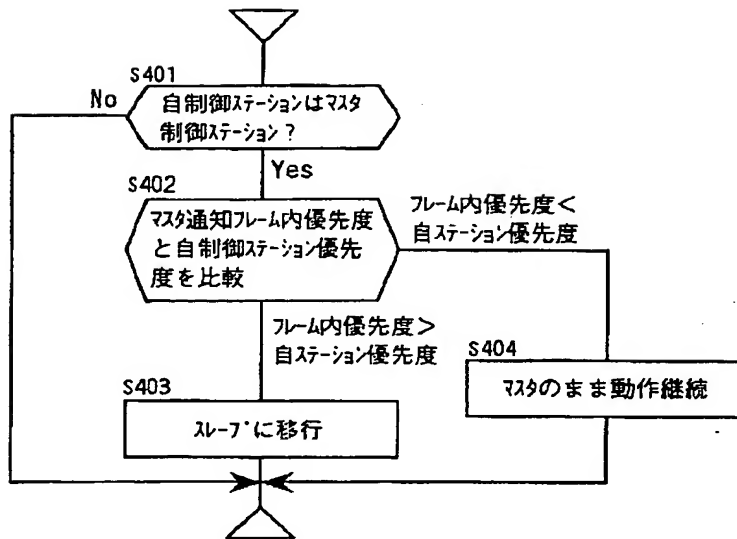 S401
No
自制御ステーションはマスタ
制御ステーション?
Yes
S402
マスタ通知フレーム内優先度
と自制御ステーション優先
度を比較
フレーム内優先度<
自ステーション優先度
フレーム内優先度>
自ステーション優先度
S403
スレーブに移行
S404
マスタのまま動作継続